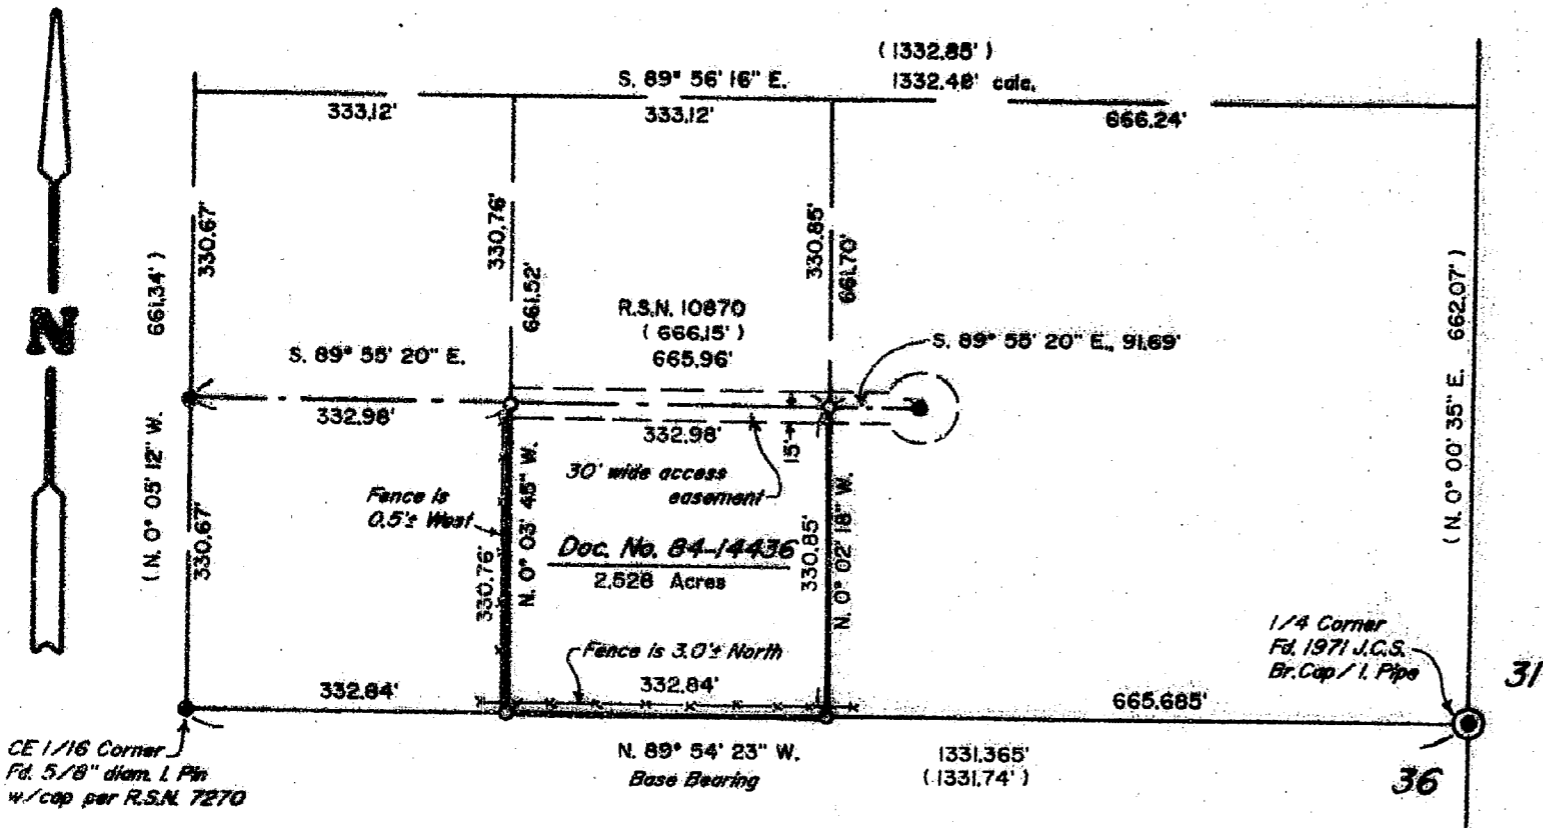 ( 1332.85' )
S. 89° 56' 16" E.
1332.48' calc.
333.12'
333.12'
666.24'
330.67'
330.76'
330.85'
661.34' )
661.52'
661.70'
662.07' )
N
R.S.N. 10870
( 666.15' )
665.96'
S. 89° 55' 20" E.
S. 89° 55' 20" E., 91.69'
332.98'
332.98'
15'
30' wide access
easement
( N. 0° 05' 12" W.
330.67'
Fence is
0.5'± West
330.76'
N. 0° 03' 45" W.
Doc. No. 84-14436
2.528 Acres
330.85'
N. 0° 02' 18" W.
( N. 0° 00' 35" E.
1/4 Corner
Fd. 1971 J.C.S.
Br.Cap / I. Pipe
31
Fence is 3.0'± North
332.84'
332.84'
665.685'
CE 1/16 Corner
Fd. 5/8" diam. I. Pin
w/cap per R.S.N. 7270
N. 89° 54' 23" W.
Base Bearing
1331.365'
( 1331.74' )
36